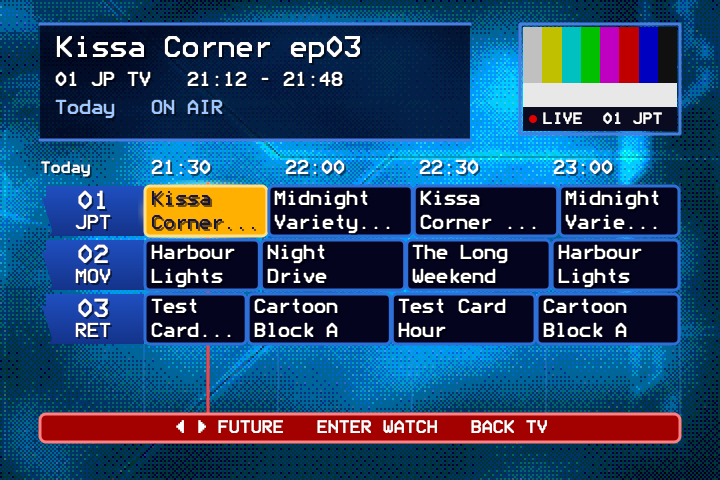 Kissa Corner ep03
01 JP TV 21:12 - 21:48
Today ON AIR
LIVE 01 JPT
Today 21:30 22:00 22:30 23:00
01 JPT
Kissa Corner...
Midnight Variety...
Kissa Corner ...
Midnight Varie...
02 MOV
Harbour Lights
Night Drive
The Long Weekend
Harbour Lights
03 RET
Test Card...
Cartoon Block A
Test Card Hour
Cartoon Block A
FUTURE ENTER WATCH BACK TV